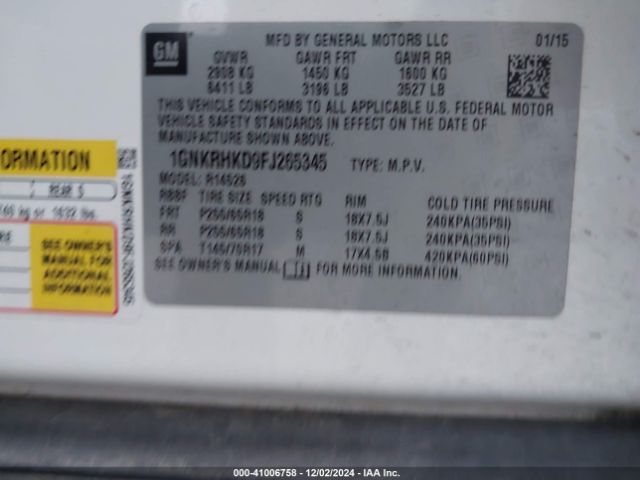 GM
MFD BY GENERAL MOTORS LLC 01/15
GVWR GAWR FRT GAWR RR
2908 KG 1450 KG 1600 KG
6411 LB 3196 LB 3527 LB
THIS VEHICLE CONFORMS TO ALL APPLICABLE U.S. FEDERAL MOTOR
VEHICLE SAFETY STANDARDS IN EFFECT ON THE DATE OF
MANUFACTURE SHOWN ABOVE.
1GNKRHKD9FJ265345 TYPE: M.P.V.
MODEL: R14526
TIRE SIZE SPEED RTG RIM COLD TIRE PRESSURE
FRT P255/65R18 S 18X7.5J 240KPA(35PSI)
RR P255/65R18 S 18X7.5J 240KPA(35PSI)
SPA T145/70R17 M 17X4.5B 420KPA(60PSI)
SEE OWNER'S MANUAL FOR MORE INFORMATION.
ORMATION
REAR 5
SEE OWNER'S
MANUAL FOR
ADDITIONAL
INFORMATION
240-41006758 - 12/02/2024 - IAA Inc.